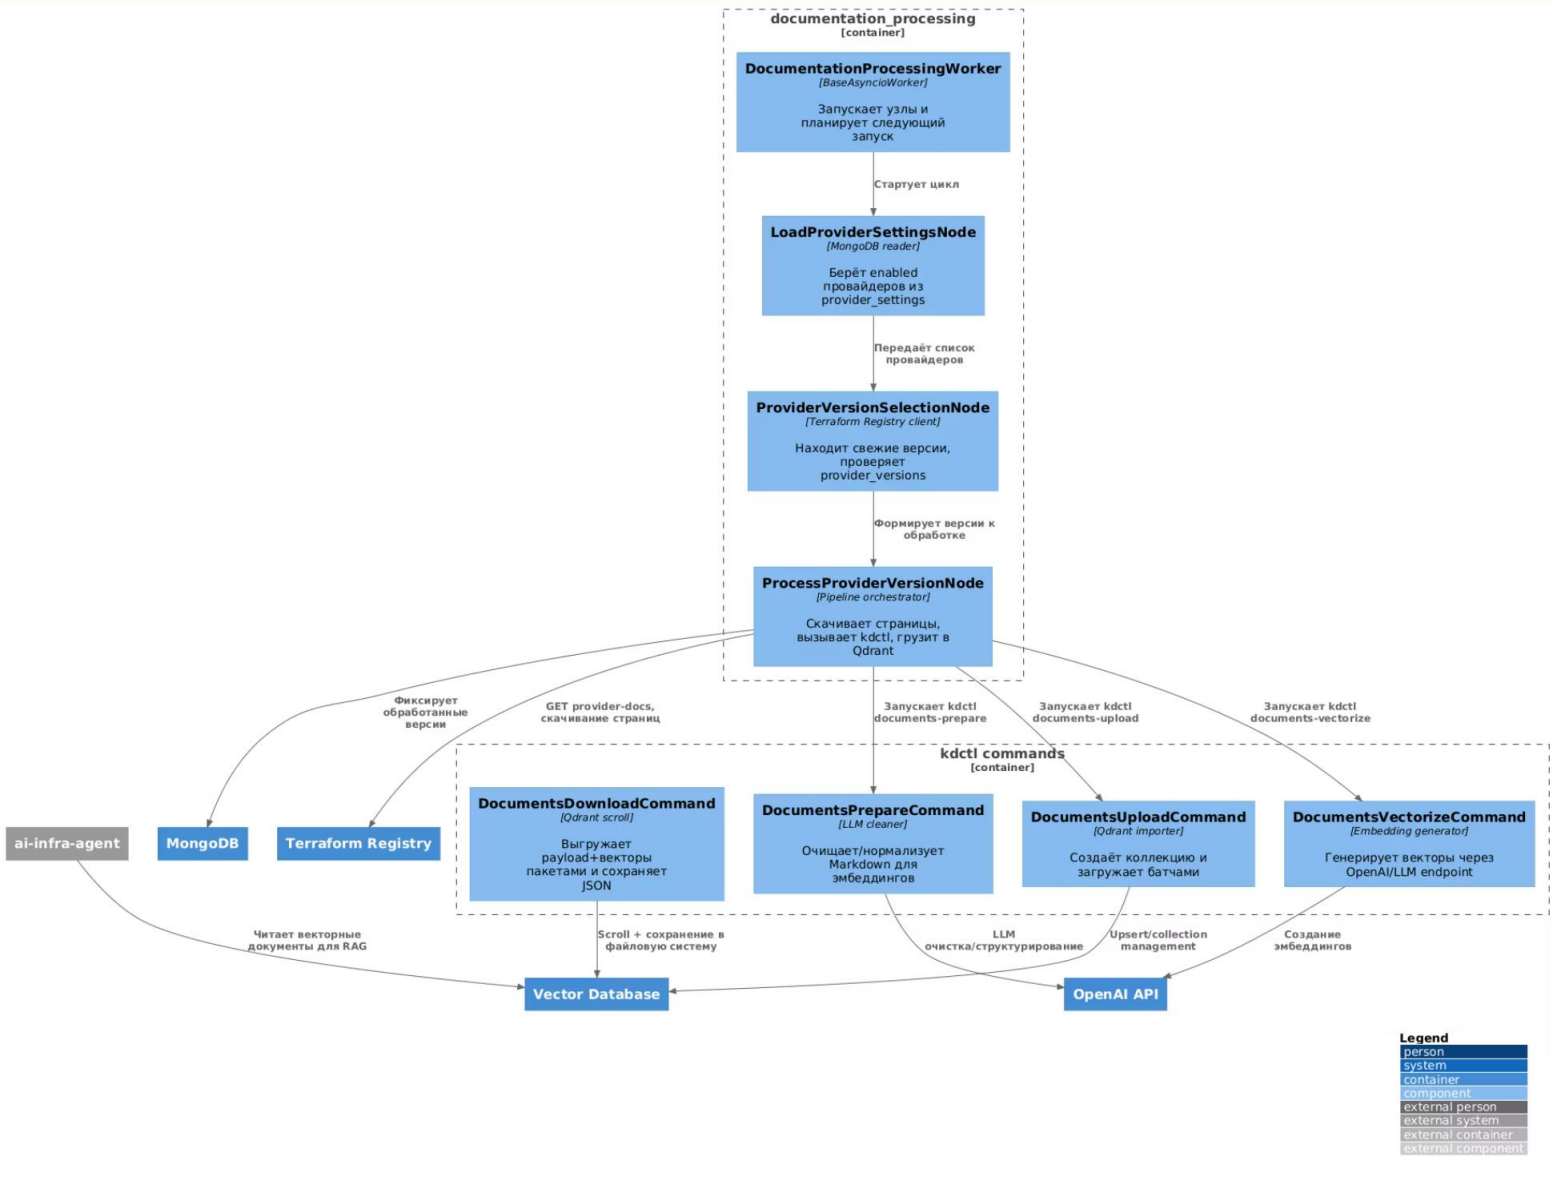 documentation_processing
[container]
DocumentationProcessingWorker
[BaseAsyncioWorker]
Запускает узлы и
планирует следующий
запуск
Стартует цикл
LoadProviderSettingsNode
[MongoDB reader]
Берёт enabled
провайдеров из
provider_settings
Передаёт список
провайдеров
ProviderVersionSelectionNode
[Terraform Registry client]
Находит свежие версии,
проверяет
provider_versions
Формирует версии к
обработке
ProcessProviderVersionNode
[Pipeline orchestrator]
Скачивает страницы,
вызывает kdctl, грузит в
Qdrant
Фиксирует
обработанные
версии
GET provider-docs,
скачивание страниц
Запускает kdctl
documents-prepare
Запускает kdctl
documents-upload
Запускает kdctl
documents-vectorize
kdctl commands
[container]
ai-infra-agent
MongoDB
Terraform Registry
DocumentsDownloadCommand
[Qdrant scroll]
Выгружает
payload+векторы
пакетами и сохраняет
JSON
DocumentsPrepareCommand
[LLM cleaner]
Очищает/нормализует
Markdown для
эмбеддингов
DocumentsUploadCommand
[Qdrant importer]
Создаёт коллекцию и
загружает батчами
DocumentsVectorizeCommand
[Embedding generator]
Генерирует векторы через
OpenAI/LLM endpoint
Читает векторные
документы для RAG
Scroll + сохранение в
файловую систему
LLM
очистка/структурирование
Upsert/collection
management
Создание
эмбеддингов
Vector Database
OpenAI API
Legend
person
system
container
component
external person
external system
external container
external component